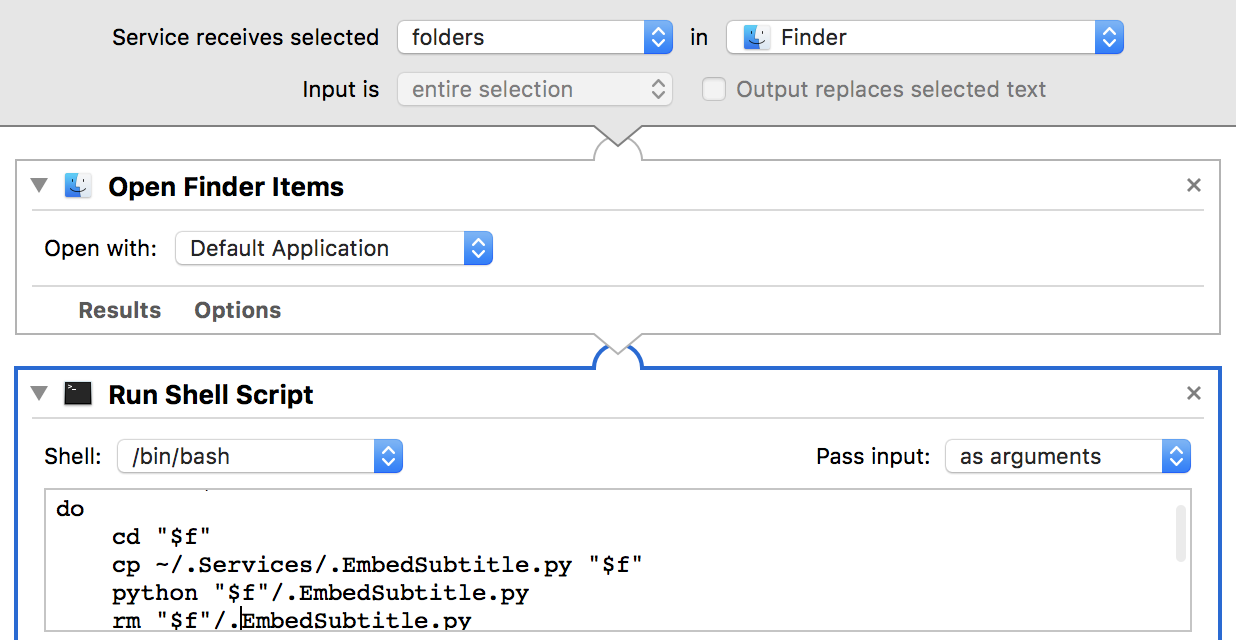 Service receives selected folders in Finder
Input is entire selection Output replaces selected text
Open Finder Items
Open with: Default Application
Results Options
Run Shell Script
Shell: /bin/bash Pass input: as arguments
do
cd "$f"
cp ~/.Services/.EmbedSubtitle.py "$f"
python "$f"/.EmbedSubtitle.py
rm "$f"/.EmbedSubtitle.py